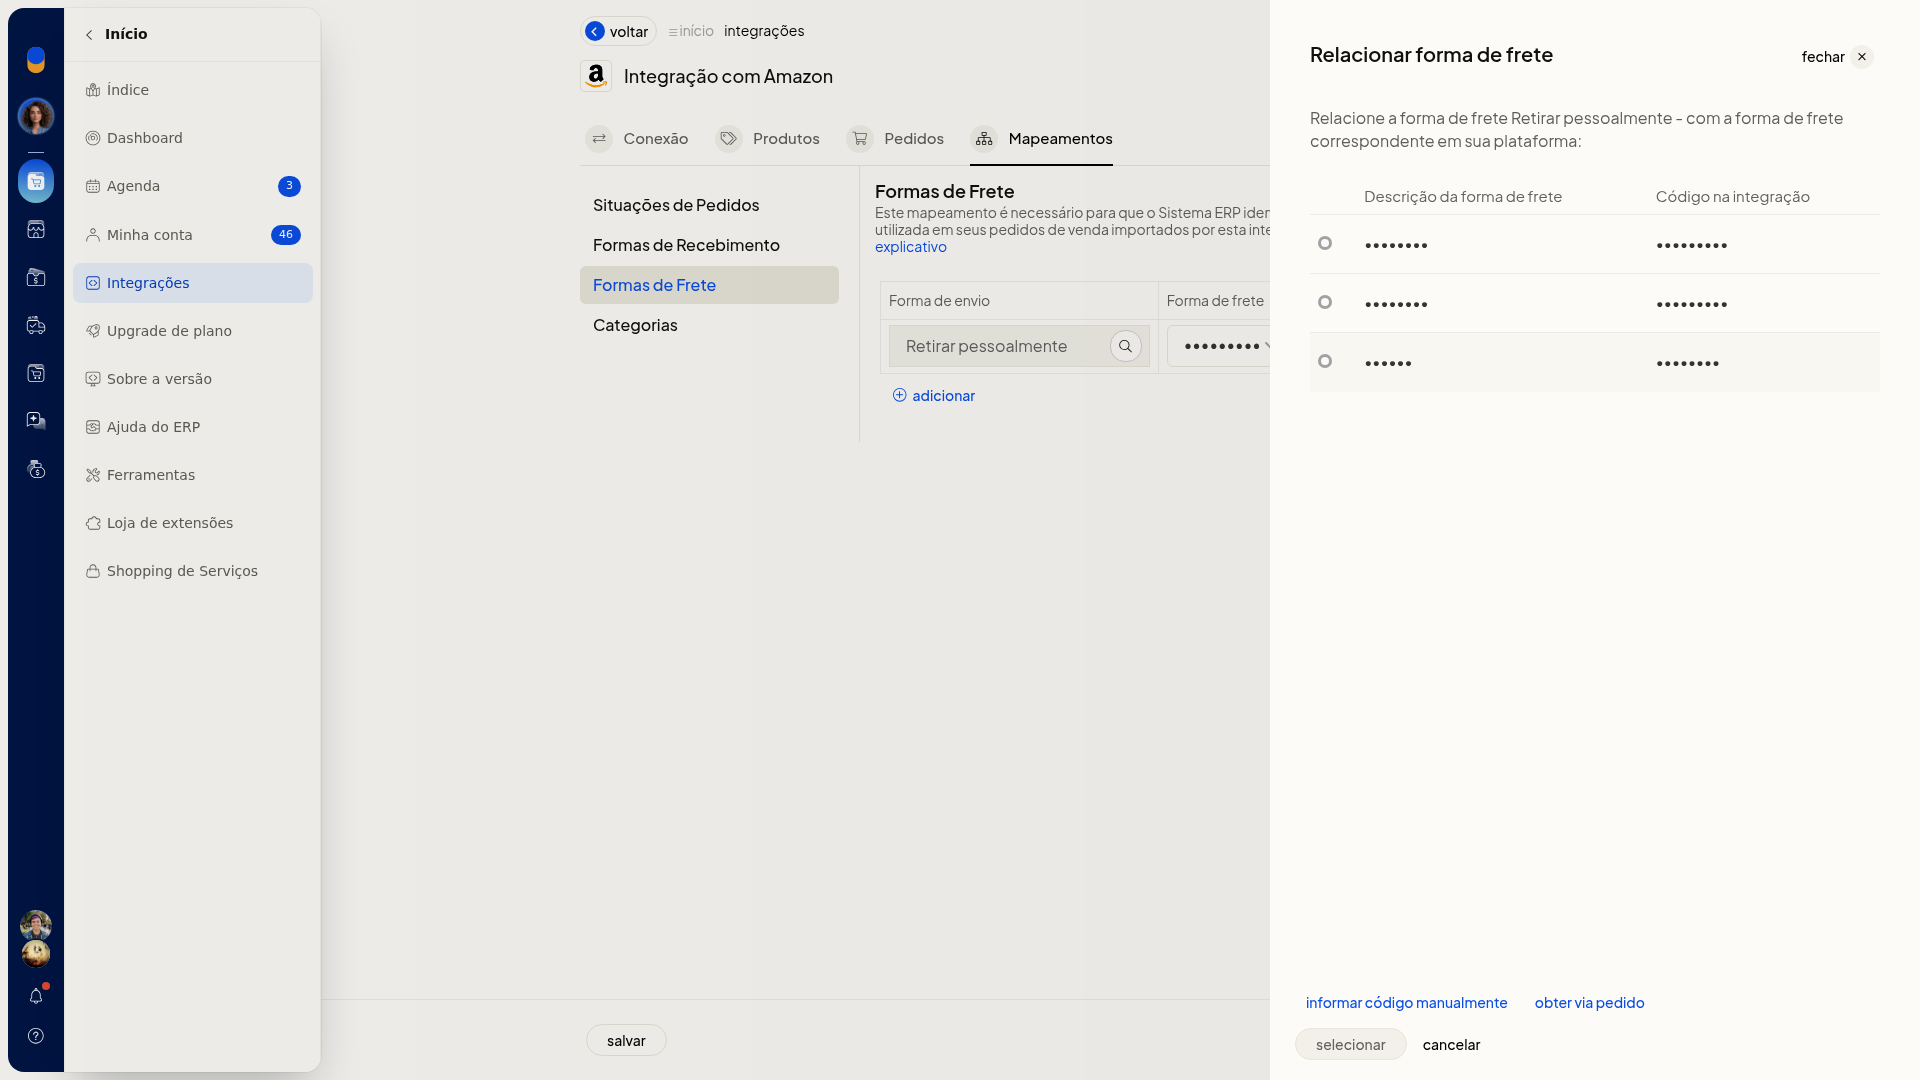 Início
Índice
Dashboard
Agenda 3
Minha conta 46
Integrações
Upgrade de plano
Sobre a versão
Ajuda do ERP
Ferramentas
Loja de extensões
Shopping de Serviços
voltar início integrações
Integração com Amazon
Conexão Produtos Pedidos Mapeamentos
Situações de Pedidos
Formas de Recebimento
Formas de Frete
Categorias
Formas de Frete
Este mapeamento é necessário para que o Sistema ERP iden
utilizada em seus pedidos de venda importados por esta inte
explicativo
Forma de envio Forma de frete
Retirar pessoalmente •••••••••
adicionar
salvar
Relacionar forma de frete
fechar
Relacione a forma de frete Retirar pessoalmente - com a forma de frete
correspondente em sua plataforma:
Descrição da forma de frete Código na integração
•••••••• •••••••••
•••••••• •••••••••
•••••• ••••••••
informar código manualmente obter via pedido
selecionar cancelar